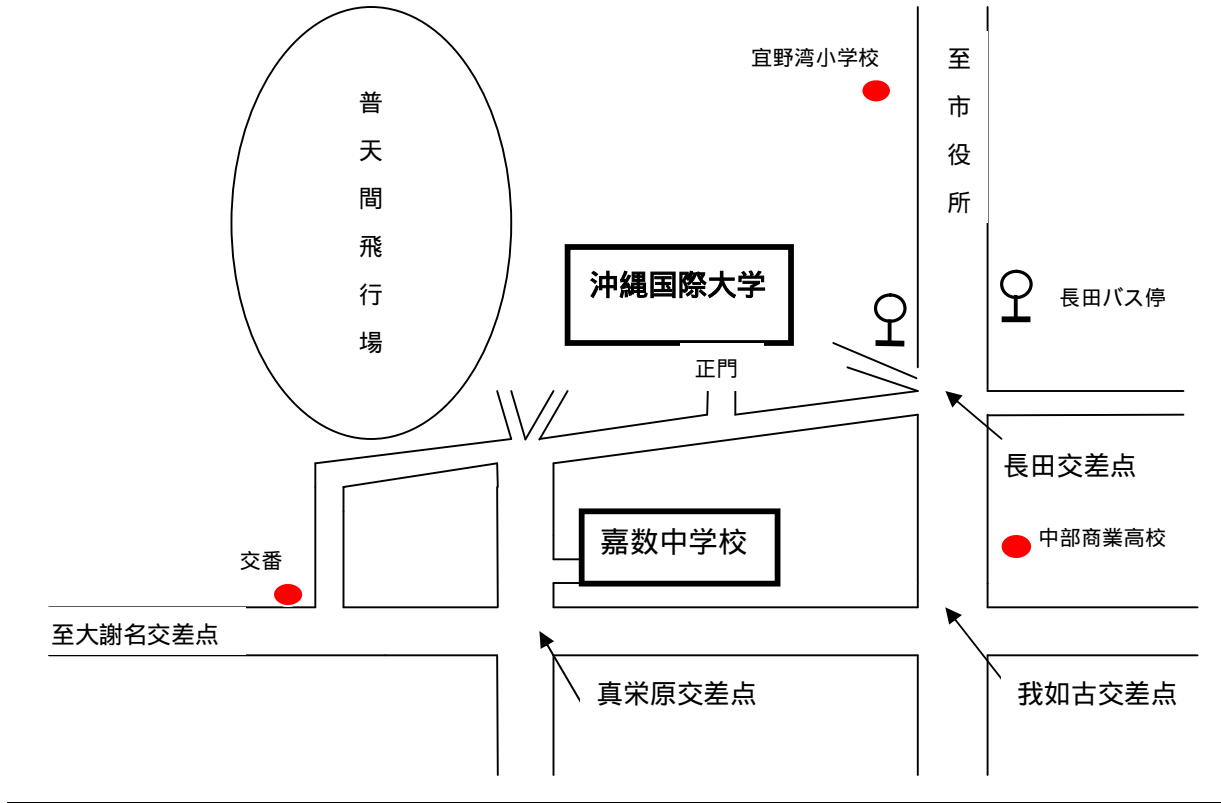 宜野湾小学校
至市役所
普天間飛行場
沖縄国際大学
長田バス停
正門
長田交差点
嘉数中学校
中部商業高校
交番
至大謝名交差点
真栄原交差点
我如古交差点